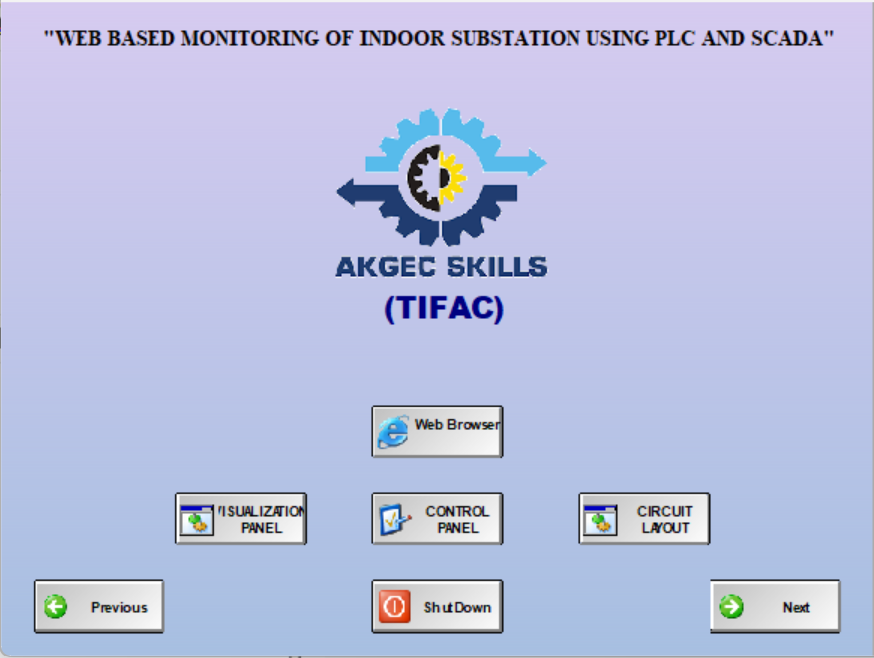 "WEB BASED MONITORING OF INDOOR SUBSTATION USING PLC AND SCADA"
AKGEC SKILLS
(TIFAC)
Web Browser
VISUALIZATION
PANEL
CONTROL
PANEL
CIRCUIT
LAYOUT
Previous
ShutDown
Next